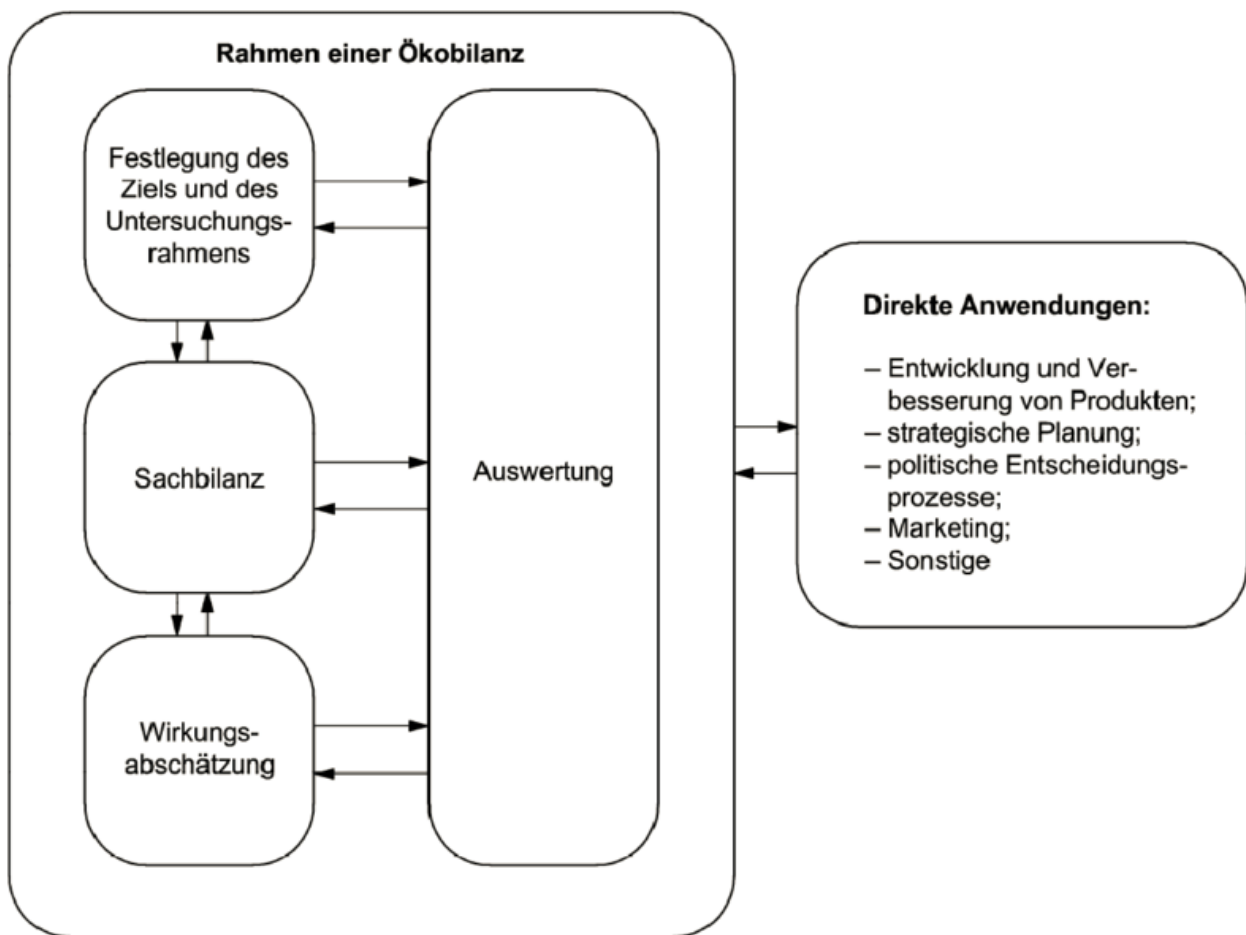 Rahmen einer Ökobilanz
Festlegung des
Ziels und des
Untersuchungs-
rahmens
Sachbilanz
Wirkungs-
abschätzung
Auswertung
Direkte Anwendungen:
– Entwicklung und Ver-
besserung von Produkten;
– strategische Planung;
– politische Entscheidungs-
prozesse;
– Marketing;
– Sonstige